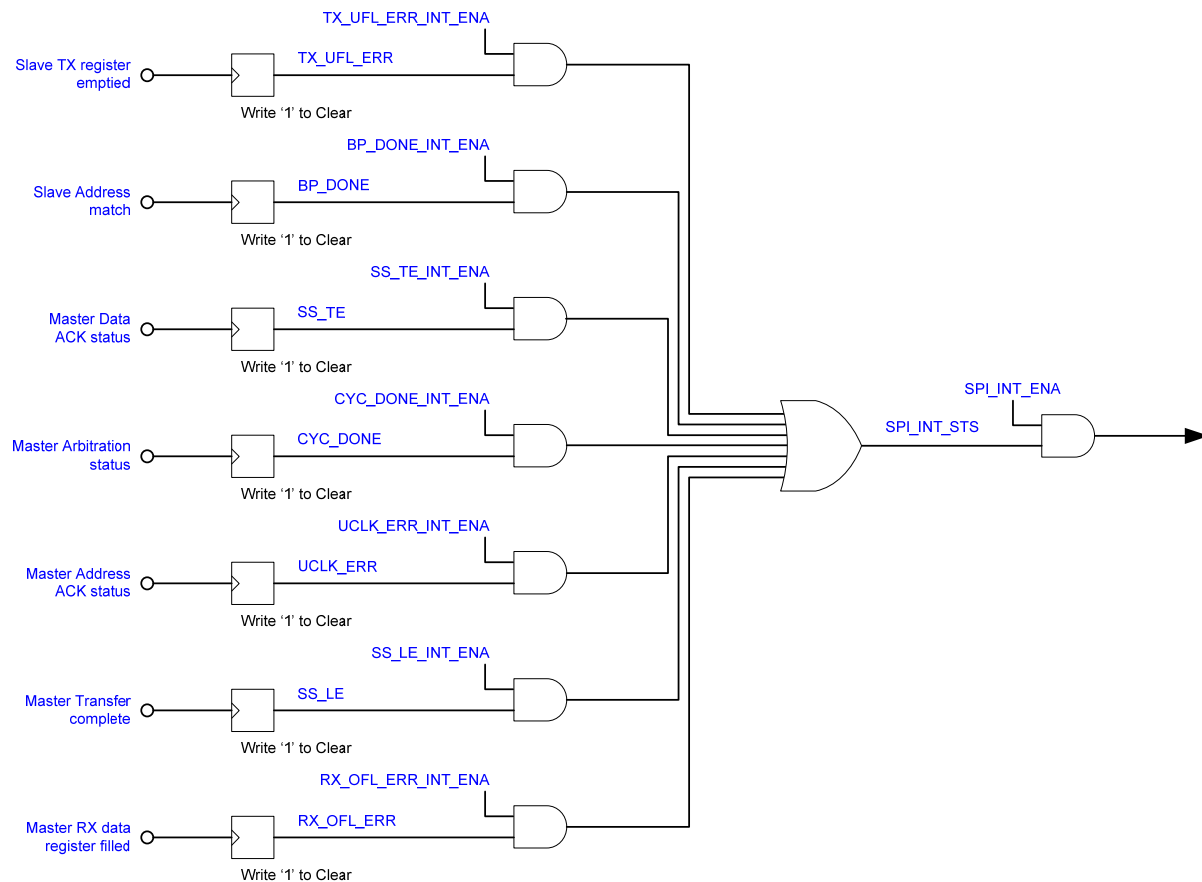 TX_UFL_ERR_INT_ENA
Slave TX register
emptied
TX_UFL_ERR
Write ‘1’ to Clear
BP_DONE_INT_ENA
Slave Address
match
BP_DONE
Write ‘1’ to Clear
SS_TE_INT_ENA
Master Data
ACK status
SS_TE
Write ‘1’ to Clear
CYC_DONE_INT_ENA
Master Arbitration
status
CYC_DONE
Write ‘1’ to Clear
SPI_INT_ENA
SPI_INT_STS
UCLK_ERR_INT_ENA
Master Address
ACK status
UCLK_ERR
Write ‘1’ to Clear
SS_LE_INT_ENA
Master Transfer
complete
SS_LE
Write ‘1’ to Clear
RX_OFL_ERR_INT_ENA
Master RX data
register filled
RX_OFL_ERR
Write ‘1’ to Clear